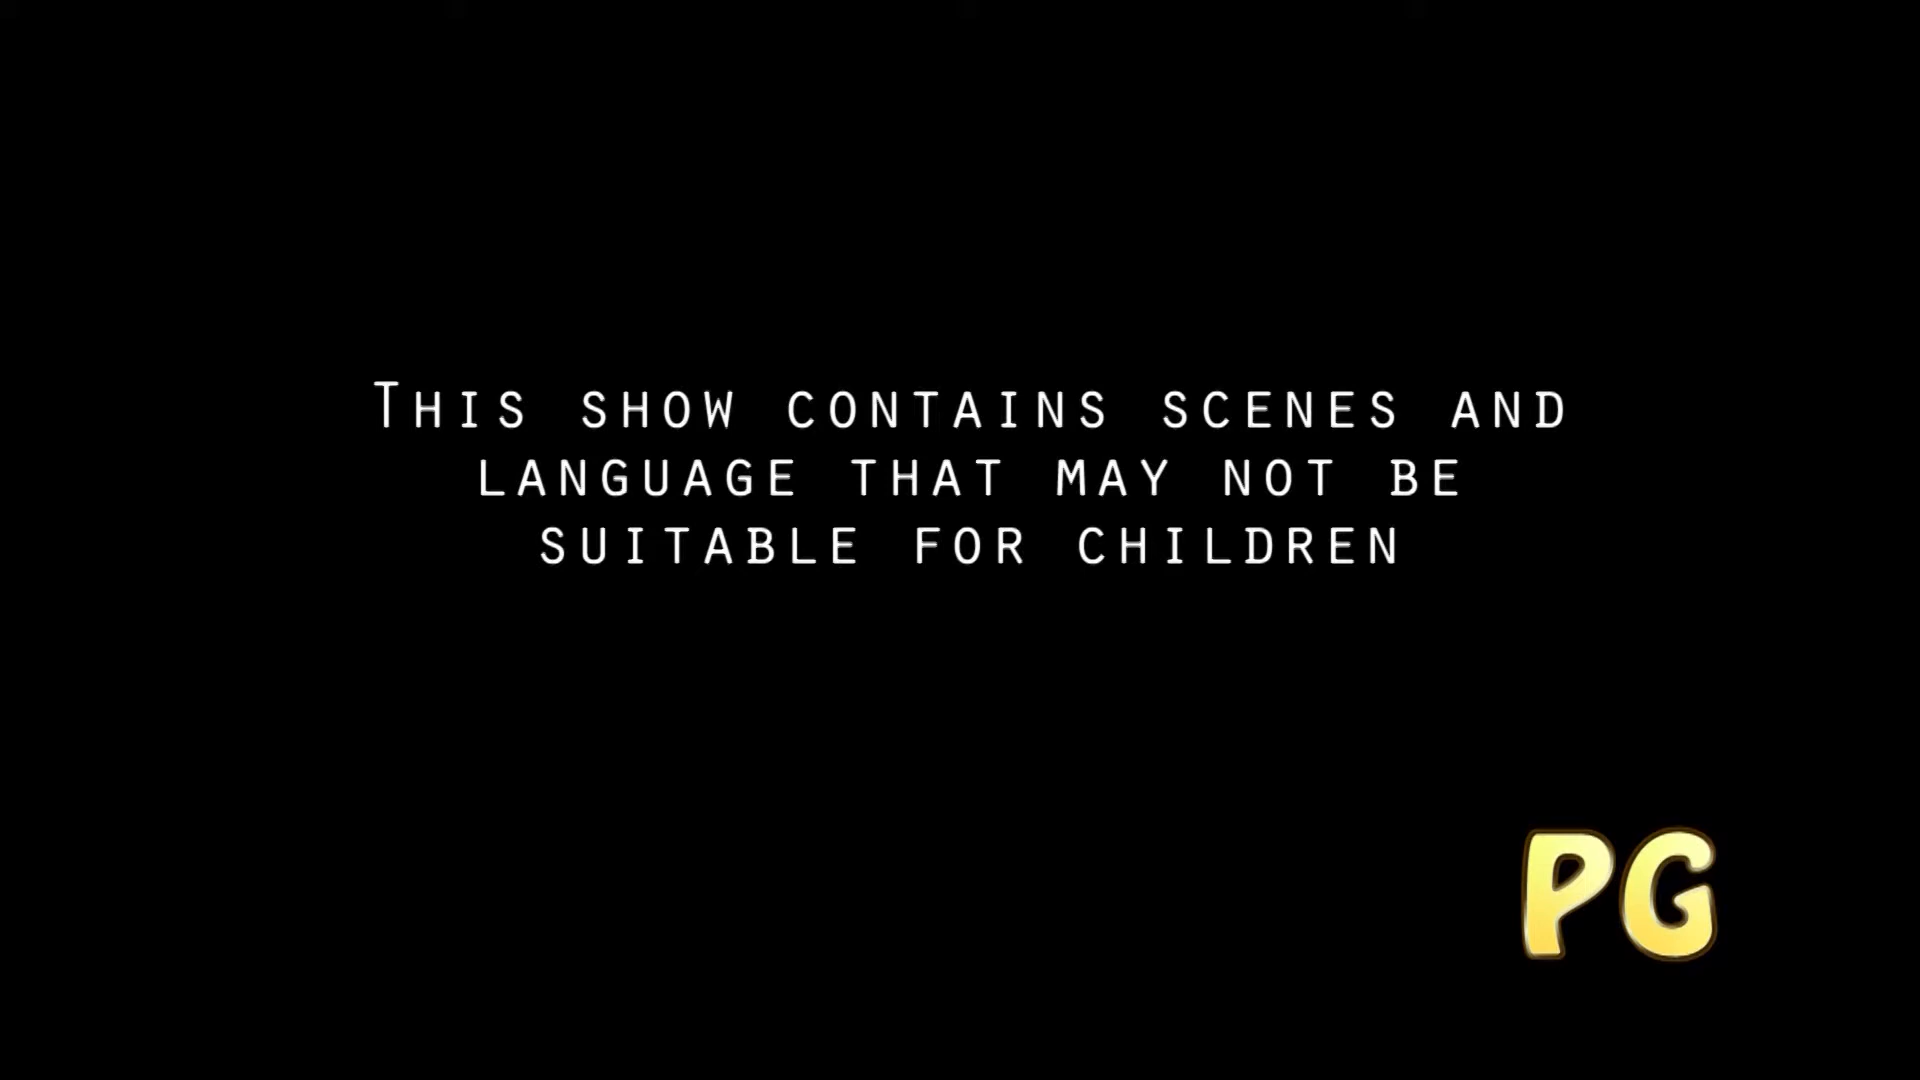 This show contains scenes and
language that may not be
suitable for children
PG